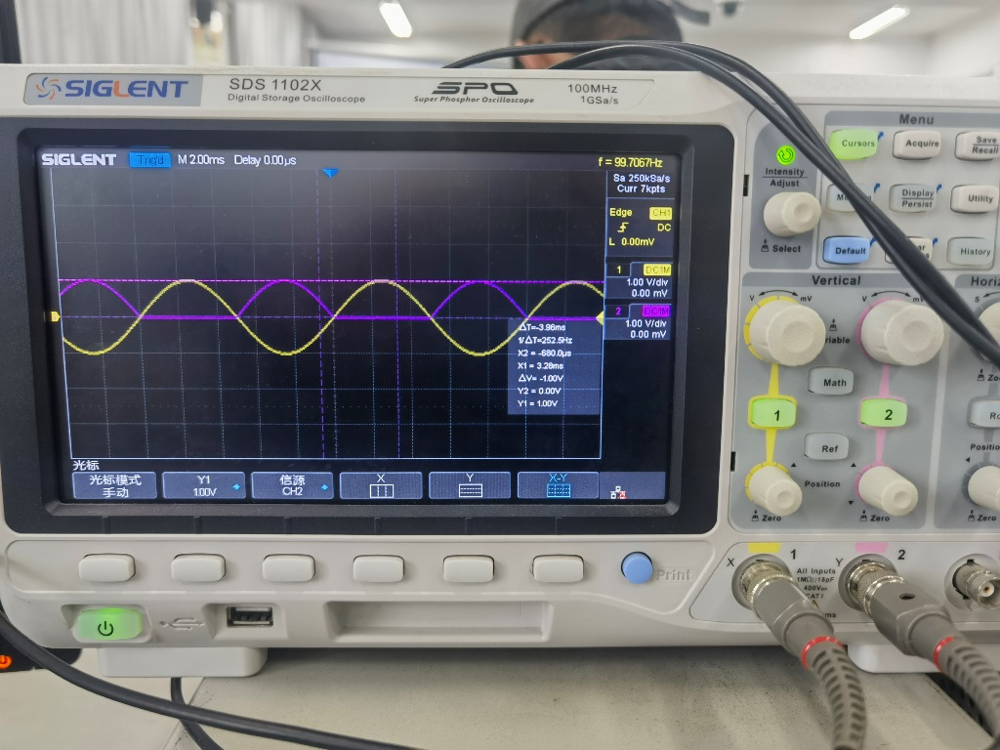 SIGLENT
SDS 1102X
Digital Storage Oscilloscope
SPO
Super Phosphor Oscilloscope
100MHz
1GSa/s
SIGLENT
Trig'd
M 2.00ms
Delay 0.00μs
f = 99.7067Hz
Sa 250kSa/s
Curr 7kpts
Edge
CH1
DC
L 0.00mV
1
DC1M
1.00 V/div
0.00 mV
2
DC1M
1.00 V/div
0.00 mV
ΔT=-3.96ms
1/ΔT=252.5Hz
X2 = -680.0μs
X1 = 3.28ms
ΔV= -1.00V
Y2 = 0.00V
Y1 = 1.00V
光标
光标模式
手动
Y1
1.00V
信源
CH2
X
Y
X-Y
Print
Intensity
Adjust
Select
Menu
Cursors
Acquire
Save
Recall
Display
Persist
Utility
Default
History
Vertical
V
mV
V
mV
Math
1
2
Ref
Position
Zero
Zero
X
1
All Inputs
Y
2